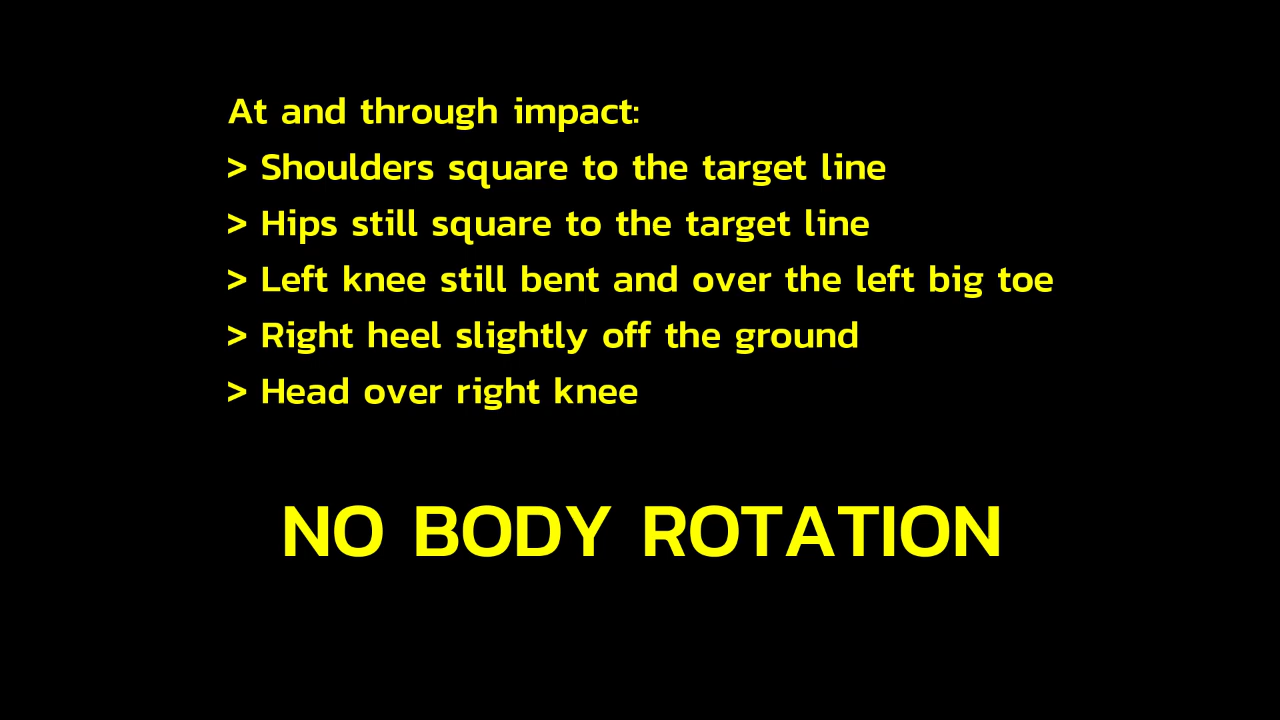 At and through impact:
> Shoulders square to the target line
> Hips still square to the target line
> Left knee still bent and over the left big toe
> Right heel slightly off the ground
> Head over right knee
NO BODY ROTATION